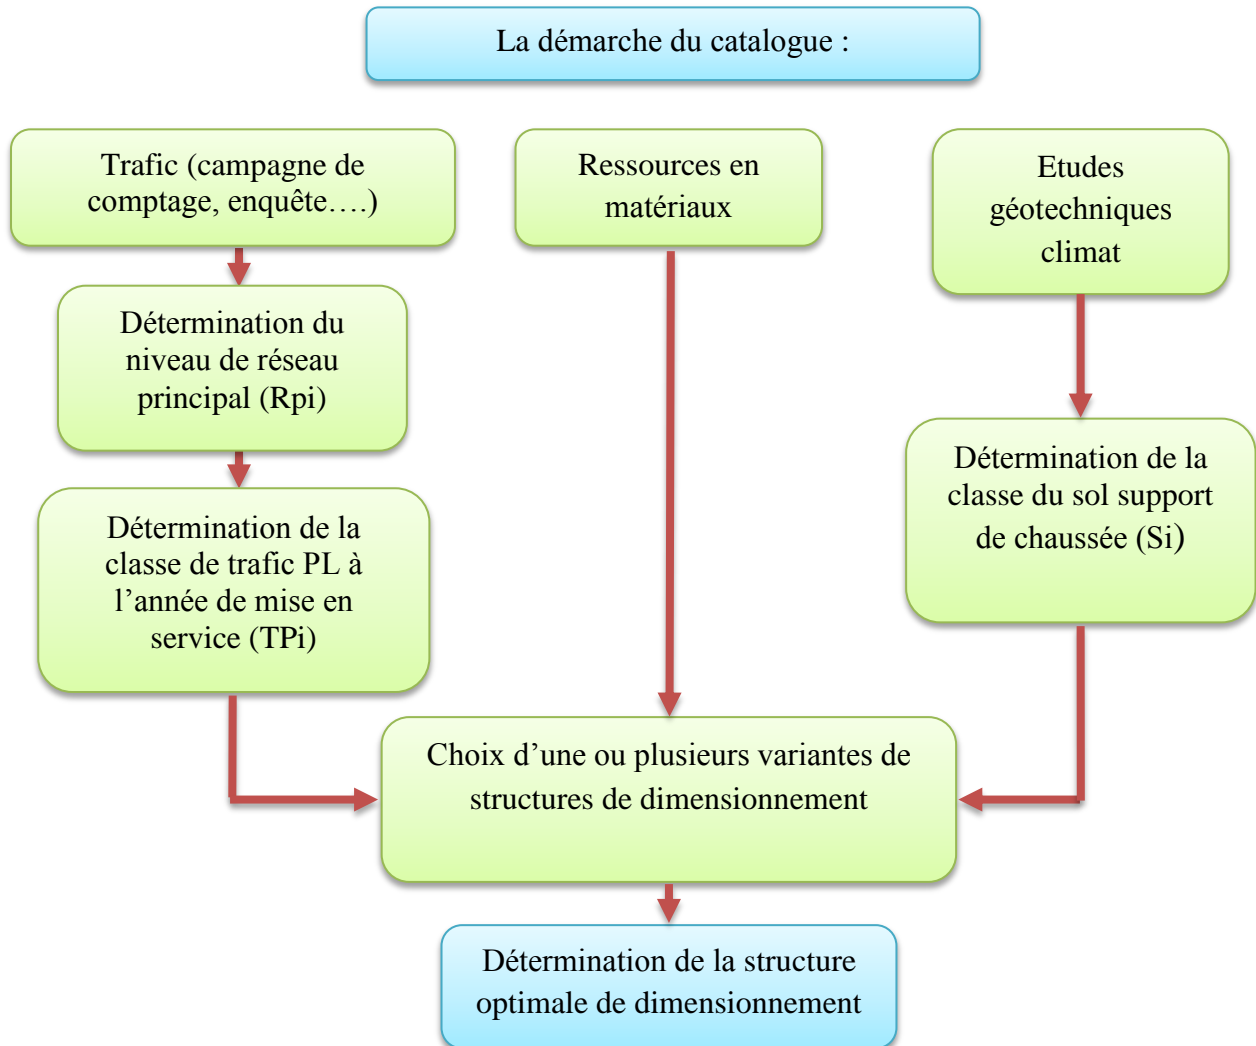 La démarche du catalogue :
Trafic (campagne de
comptage, enquête….)
Ressources en
matériaux
Etudes
géotechniques
climat
Détermination du
niveau de réseau
principal (Rpi)
Détermination de la
classe du sol support
de chaussée (Si)
Détermination de la
classe de trafic PL à
l’année de mise en
service (TPi)
Choix d’une ou plusieurs variantes de
structures de dimensionnement
Détermination de la structure
optimale de dimensionnement